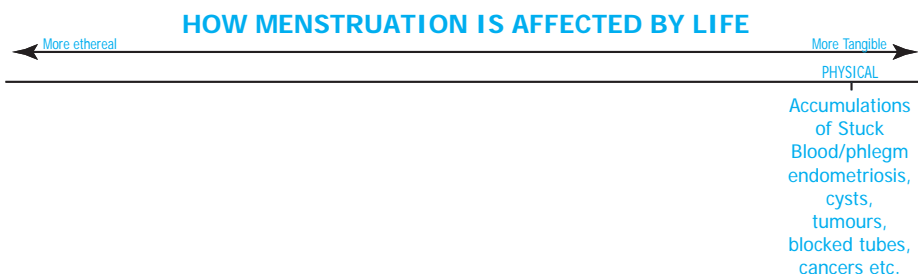 HOW MENSTRUATION IS AFFECTED BY LIFE
More ethereal
More Tangible
PHYSICAL
Accumulations
of Stuck
Blood/phlegm
endometriosis,
cysts,
tumours,
blocked tubes,
cancers etc.